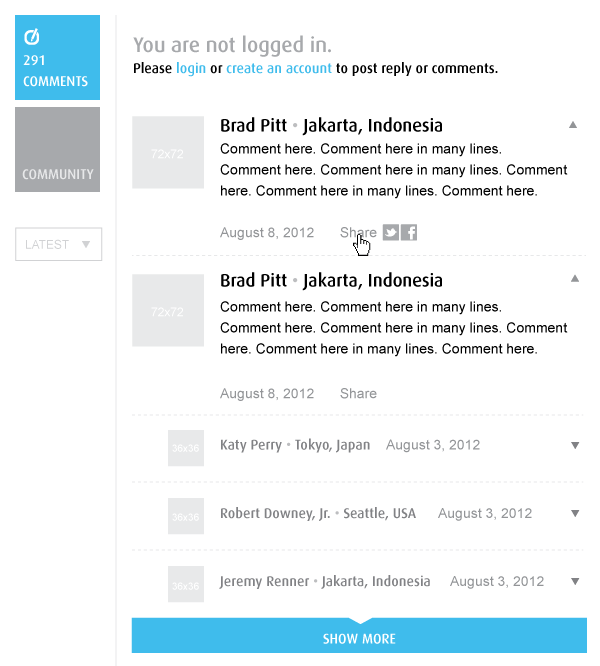 291
COMMENTS
COMMUNITY
LATEST
You are not logged in.
Please login or create an account to post reply or comments.
72x72
Brad Pitt • Jakarta, Indonesia
Comment here. Comment here in many lines.
Comment here. Comment here in many lines. Comment
here. Comment here in many lines. Comment here.
August 8, 2012 Share
72x72
Brad Pitt • Jakarta, Indonesia
Comment here. Comment here in many lines.
Comment here. Comment here in many lines. Comment
here. Comment here in many lines. Comment here.
August 8, 2012 Share
36x36
Katy Perry • Tokyo, Japan August 3, 2012
36x36
Robert Downey, Jr. • Seattle, USA August 3, 2012
36x36
Jeremy Renner • Jakarta, Indonesia August 3, 2012
SHOW MORE